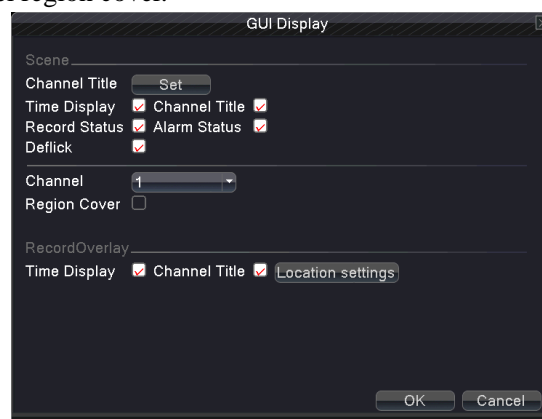 region cover.
GUI Display
Scene
Channel Title Set
Time Display Channel Title
Record Status Alarm Status
Deflick
Channel 1
Region Cover
RecordOverlay
Time Display Channel Title Location settings
OK Cancel